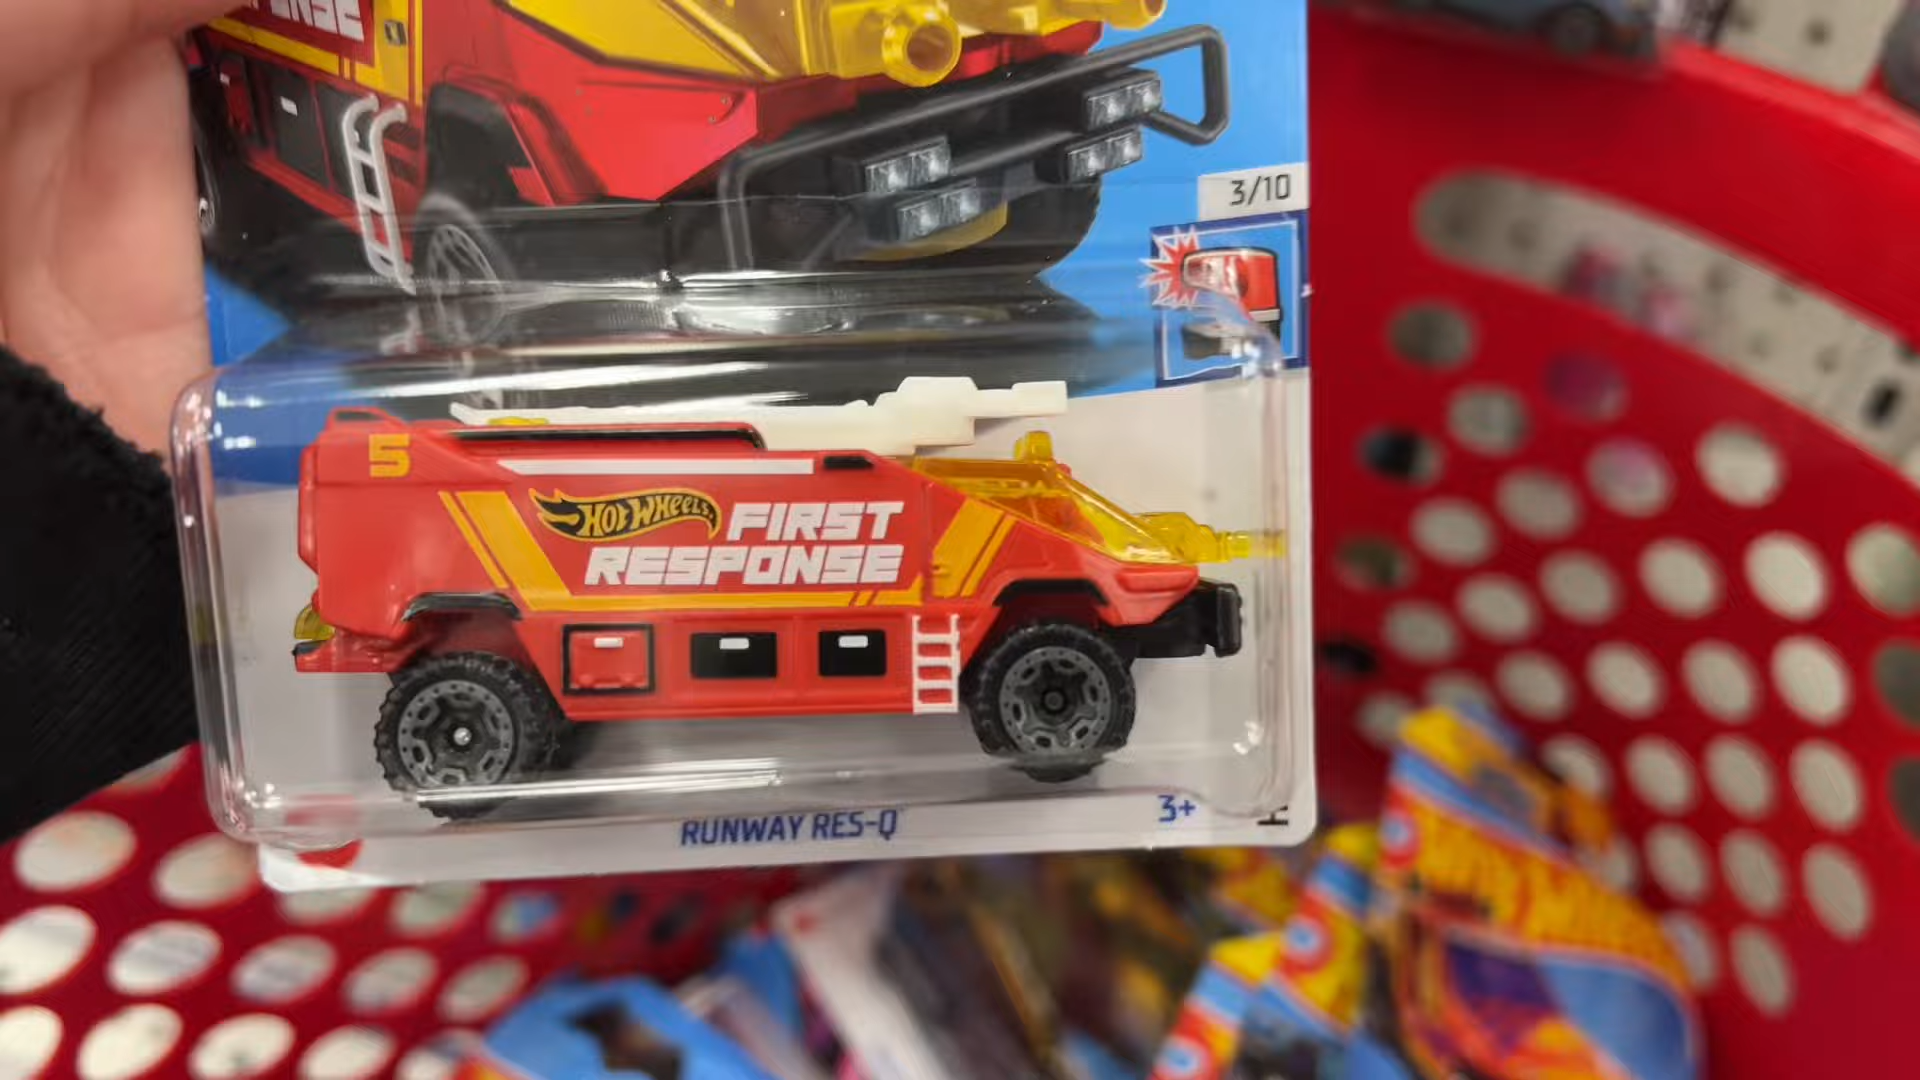 3/10
5
HOT WHEELS
FIRST
RESPONSE
RUNWAY RES-Q
3+